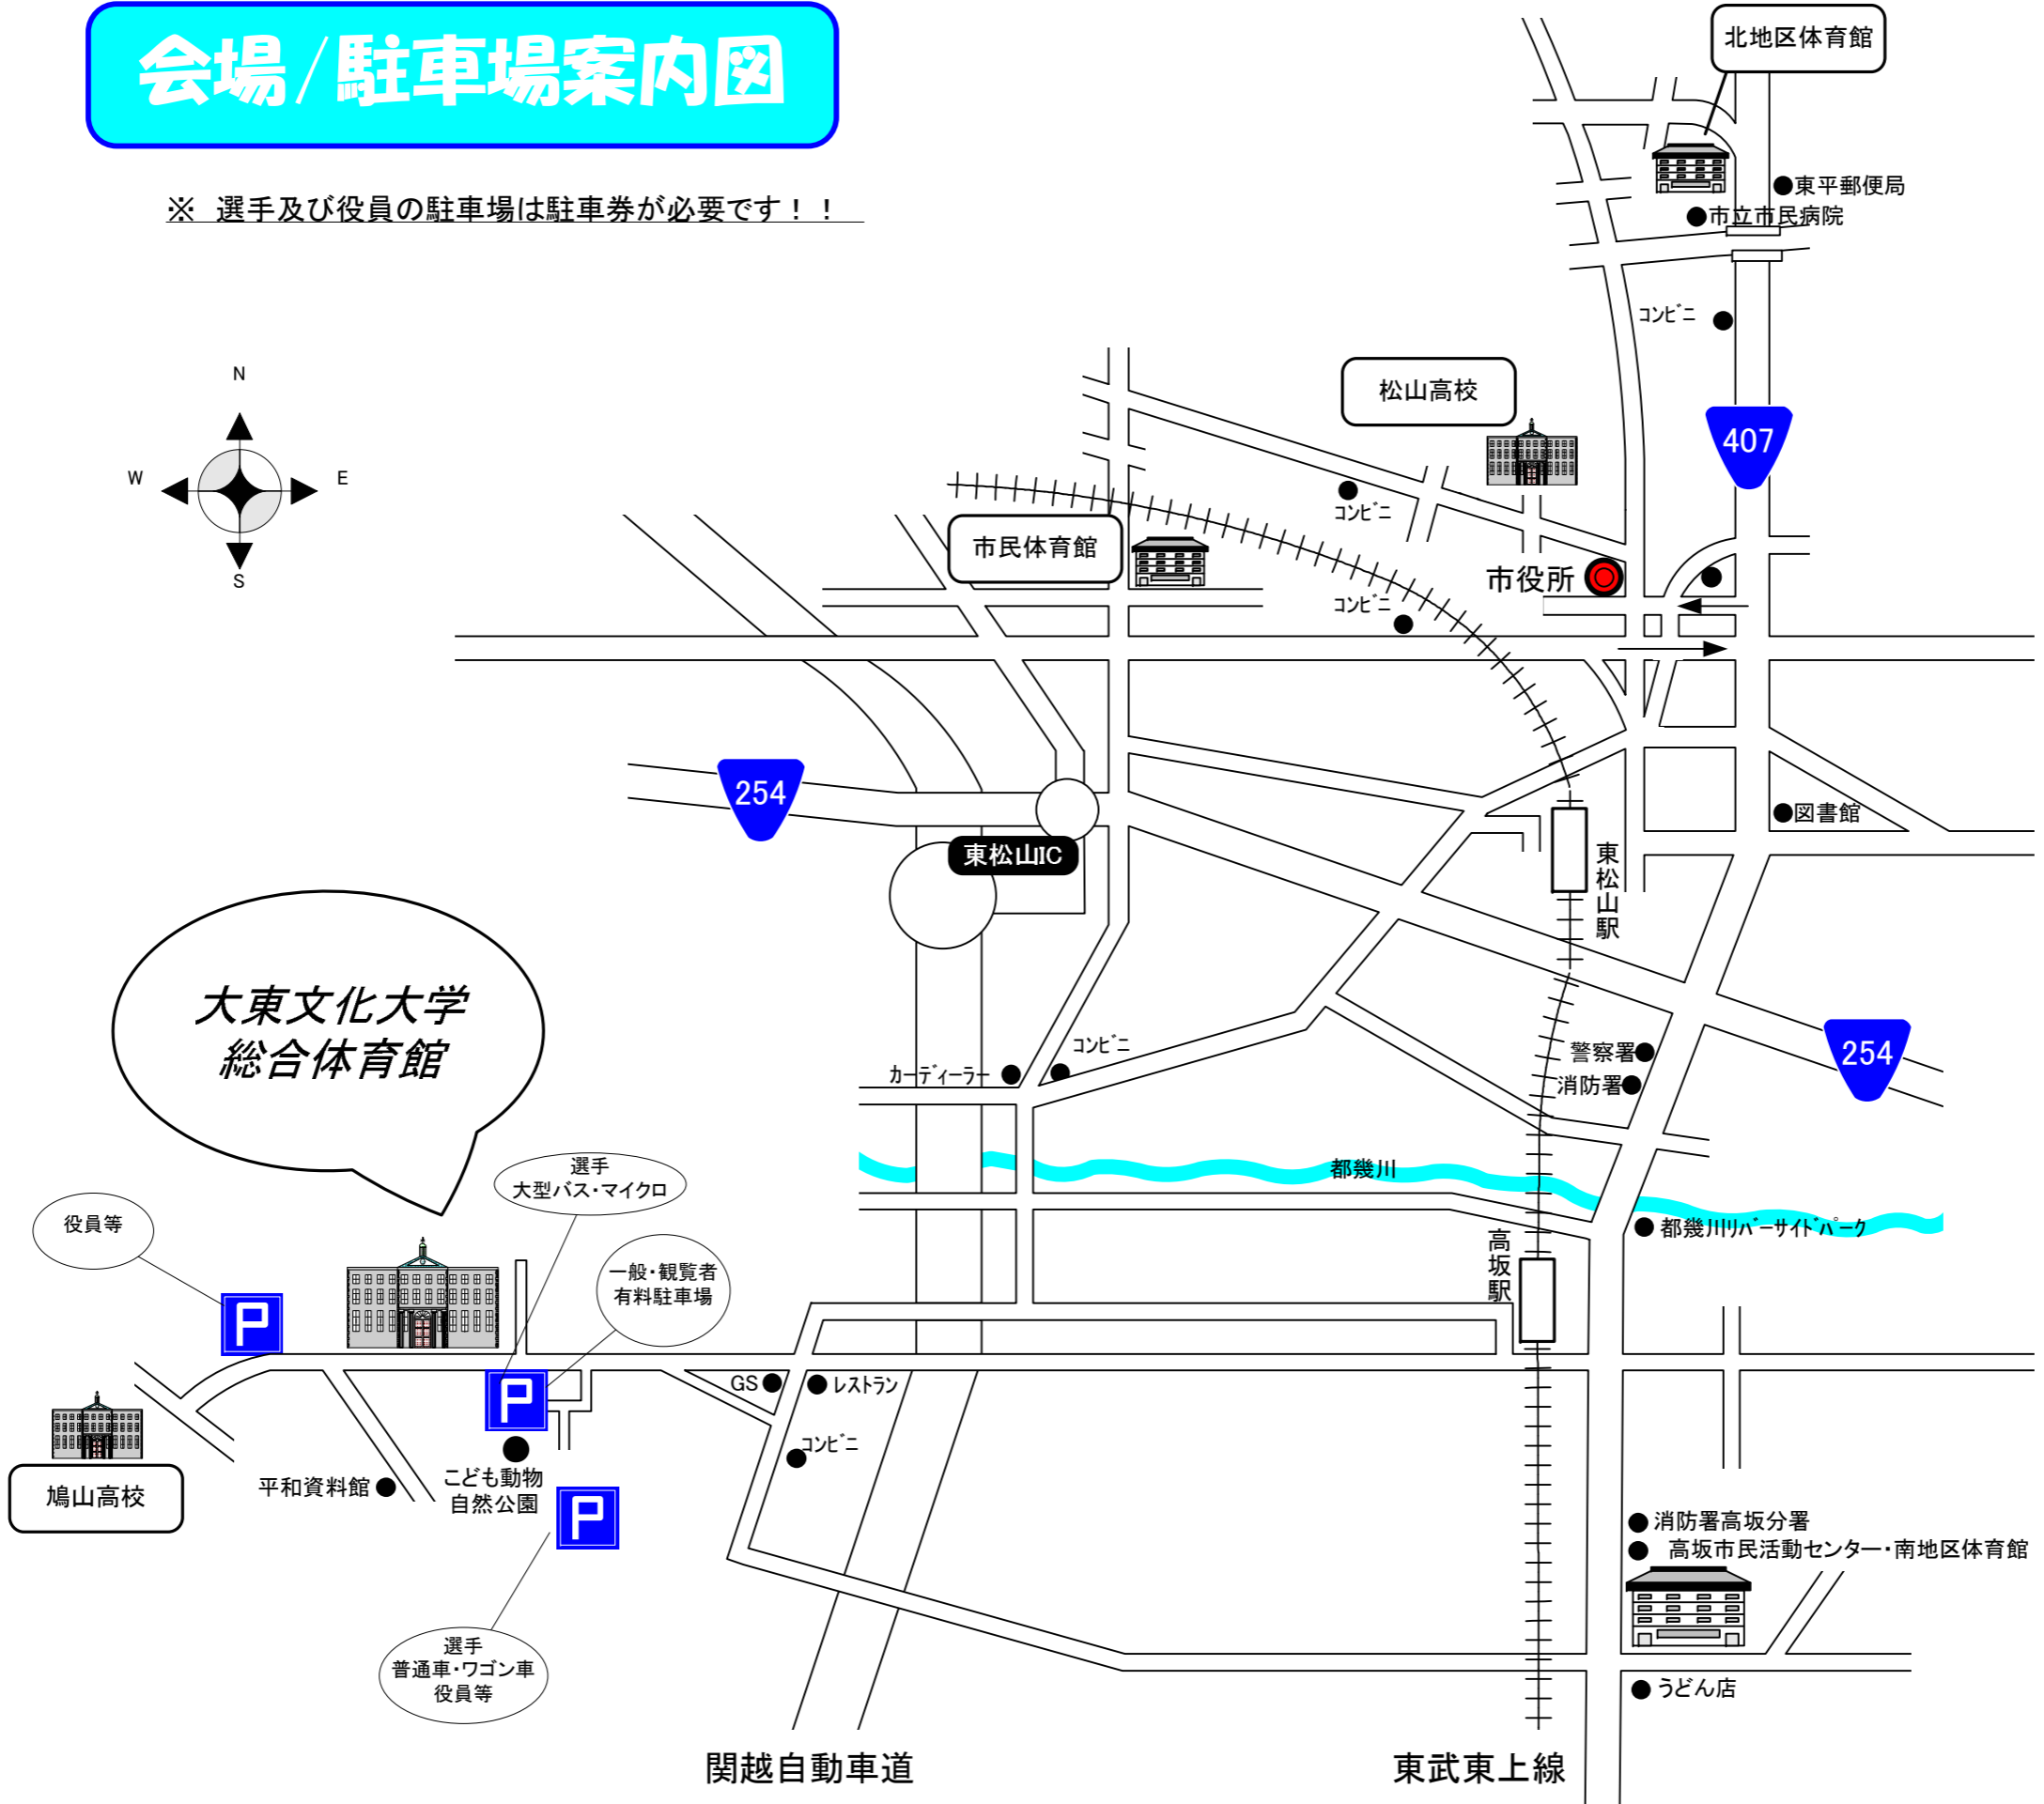 会場/駐車場案内図
※ 選手及び役員の駐車場は駐車券が必要です！！
北地区体育館
東平郵便局
市立市民病院
コンビニ
N
W
E
S
松山高校
407
コンビニ
市民体育館
市役所
コンビニ
254
図書館
東松山IC
東松山駅
大東文化大学
総合体育館
コンビニ
カーディーラー
警察署
消防署
254
選手
大型バス・マイクロ
都幾川
役員等
都幾川リバーサイドパーク
高坂駅
一般・観覧者
有料駐車場
P
P
GS
レストラン
コンビニ
平和資料館
こども動物
自然公園
鳩山高校
P
消防署高坂分署
高坂市民活動センター・南地区体育館
選手
普通車・ワゴン車
役員等
うどん店
関越自動車道
東武東上線